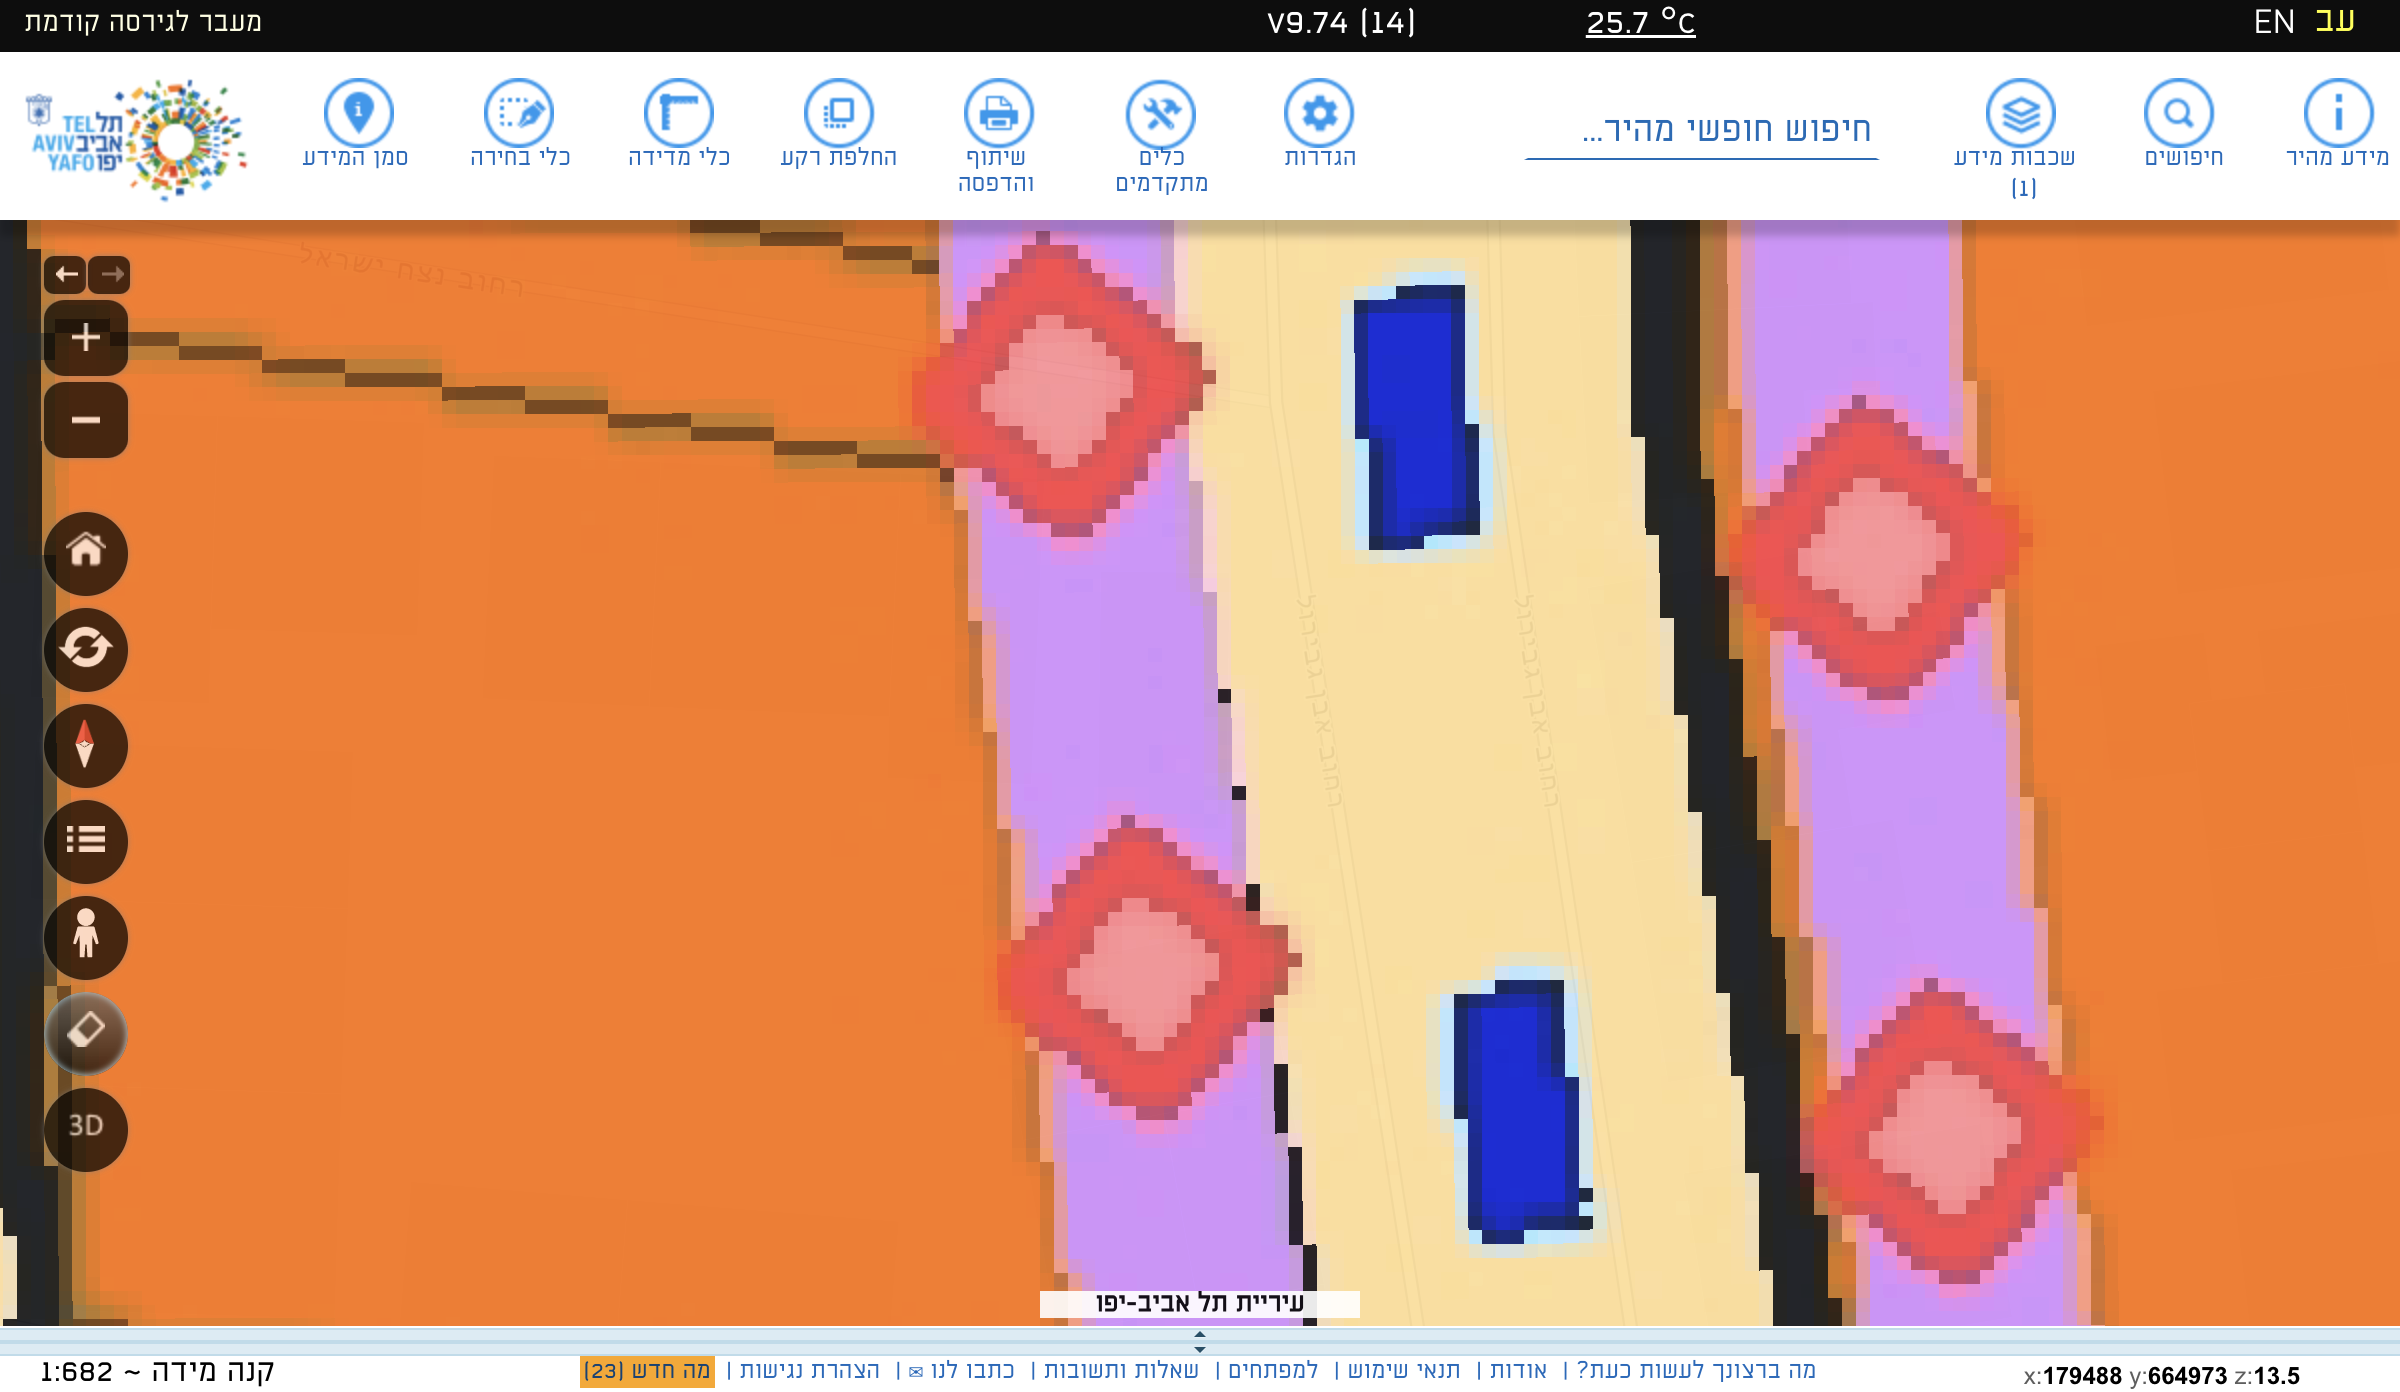 עב EN
25.7 °C
V9.74 (14)
מעבר לגירסה קודמת
מידע מהיר
חיפושים
שכבות מידע
(1)
חיפוש חופשי מהיר...
הגדרות
כלים
מתקדמים
שיתוף
והדפסה
החלפת רקע
כלי מדידה
כלי בחירה
סמן המידע
תל
אביב
יפו
TEL
AVIV
YAFO
רחוב נצח ישראל
רחוב אבן גבירול
רחוב אבן גבירול
3D
עיריית תל אביב-יפו
מה ברצונך לעשות כעת? | אודות | תנאי שימוש | למפתחים | שאלות ותשובות | כתבו לנו ✉ | הצהרת נגישות | מה חדש (23)
קנה מידה ~ 1:682
x:179488 y:664973 z:13.5